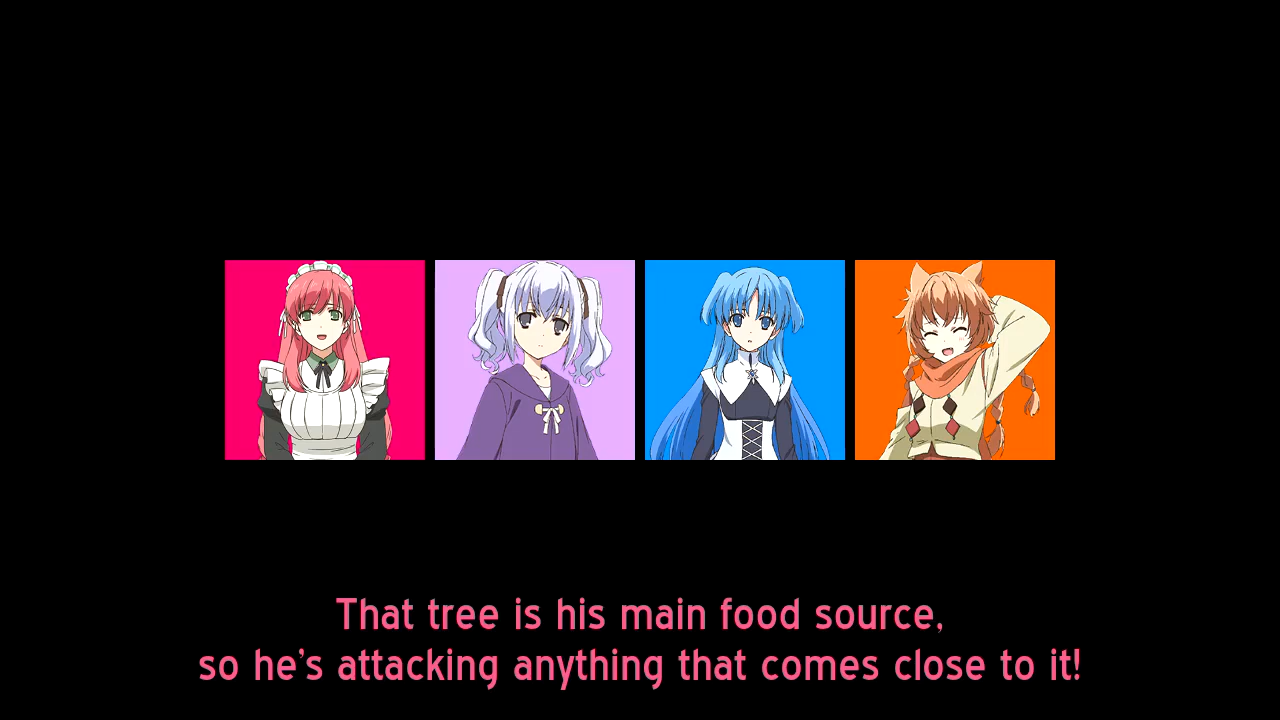 That tree is his main food source,
so he's attacking anything that comes close to it!